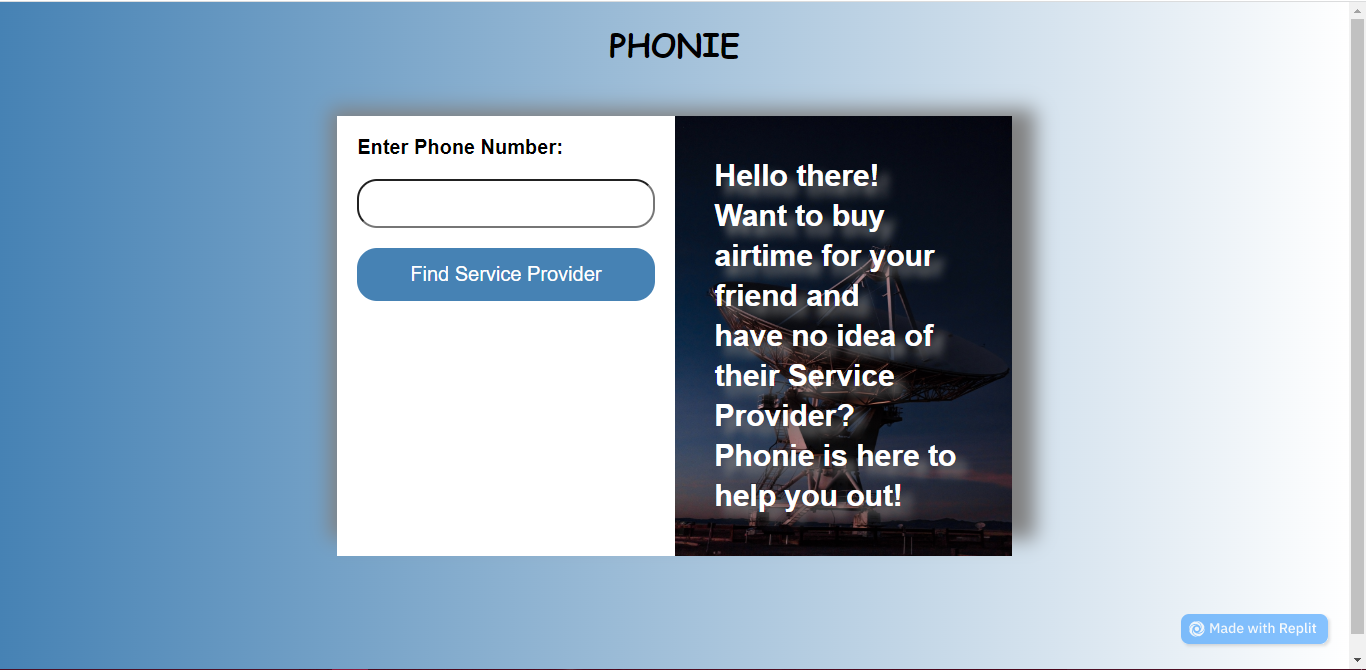 PHONIE
Enter Phone Number:
Find Service Provider
Hello there!
Want to buy
airtime for your
friend and
have no idea of
their Service
Provider?
Phonie is here to
help you out!
Made with Replit